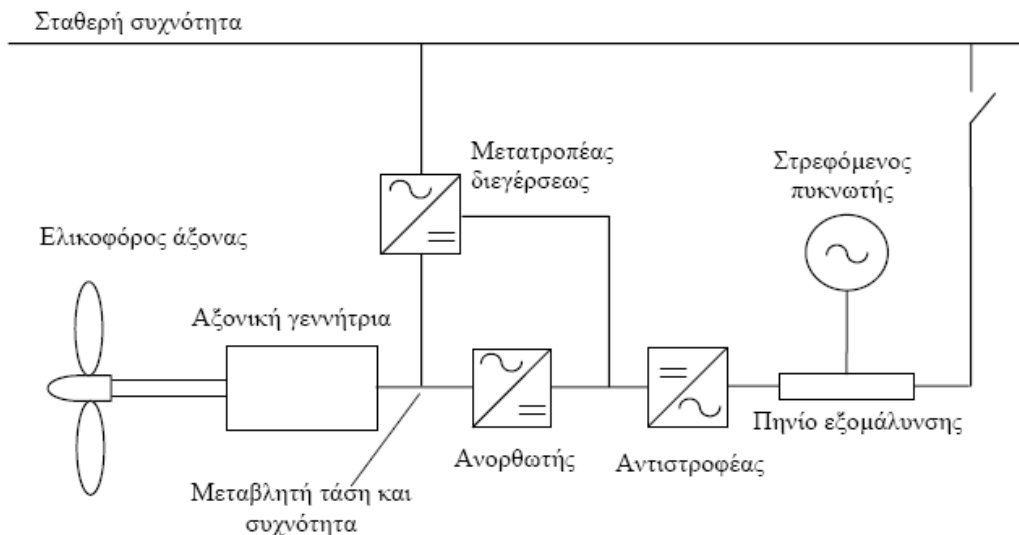 Σταθερή συχνότητα
Μετατροπέας
διεγέρσεως
Στρεφόμενος
πυκνωτής
Ελικοφόρος άξονας
Αξονική γεννήτρια
Πηνίο εξομάλυνσης
Ανορθωτής
Αντιστροφέας
Μεταβλητή τάση και
συχνότητα